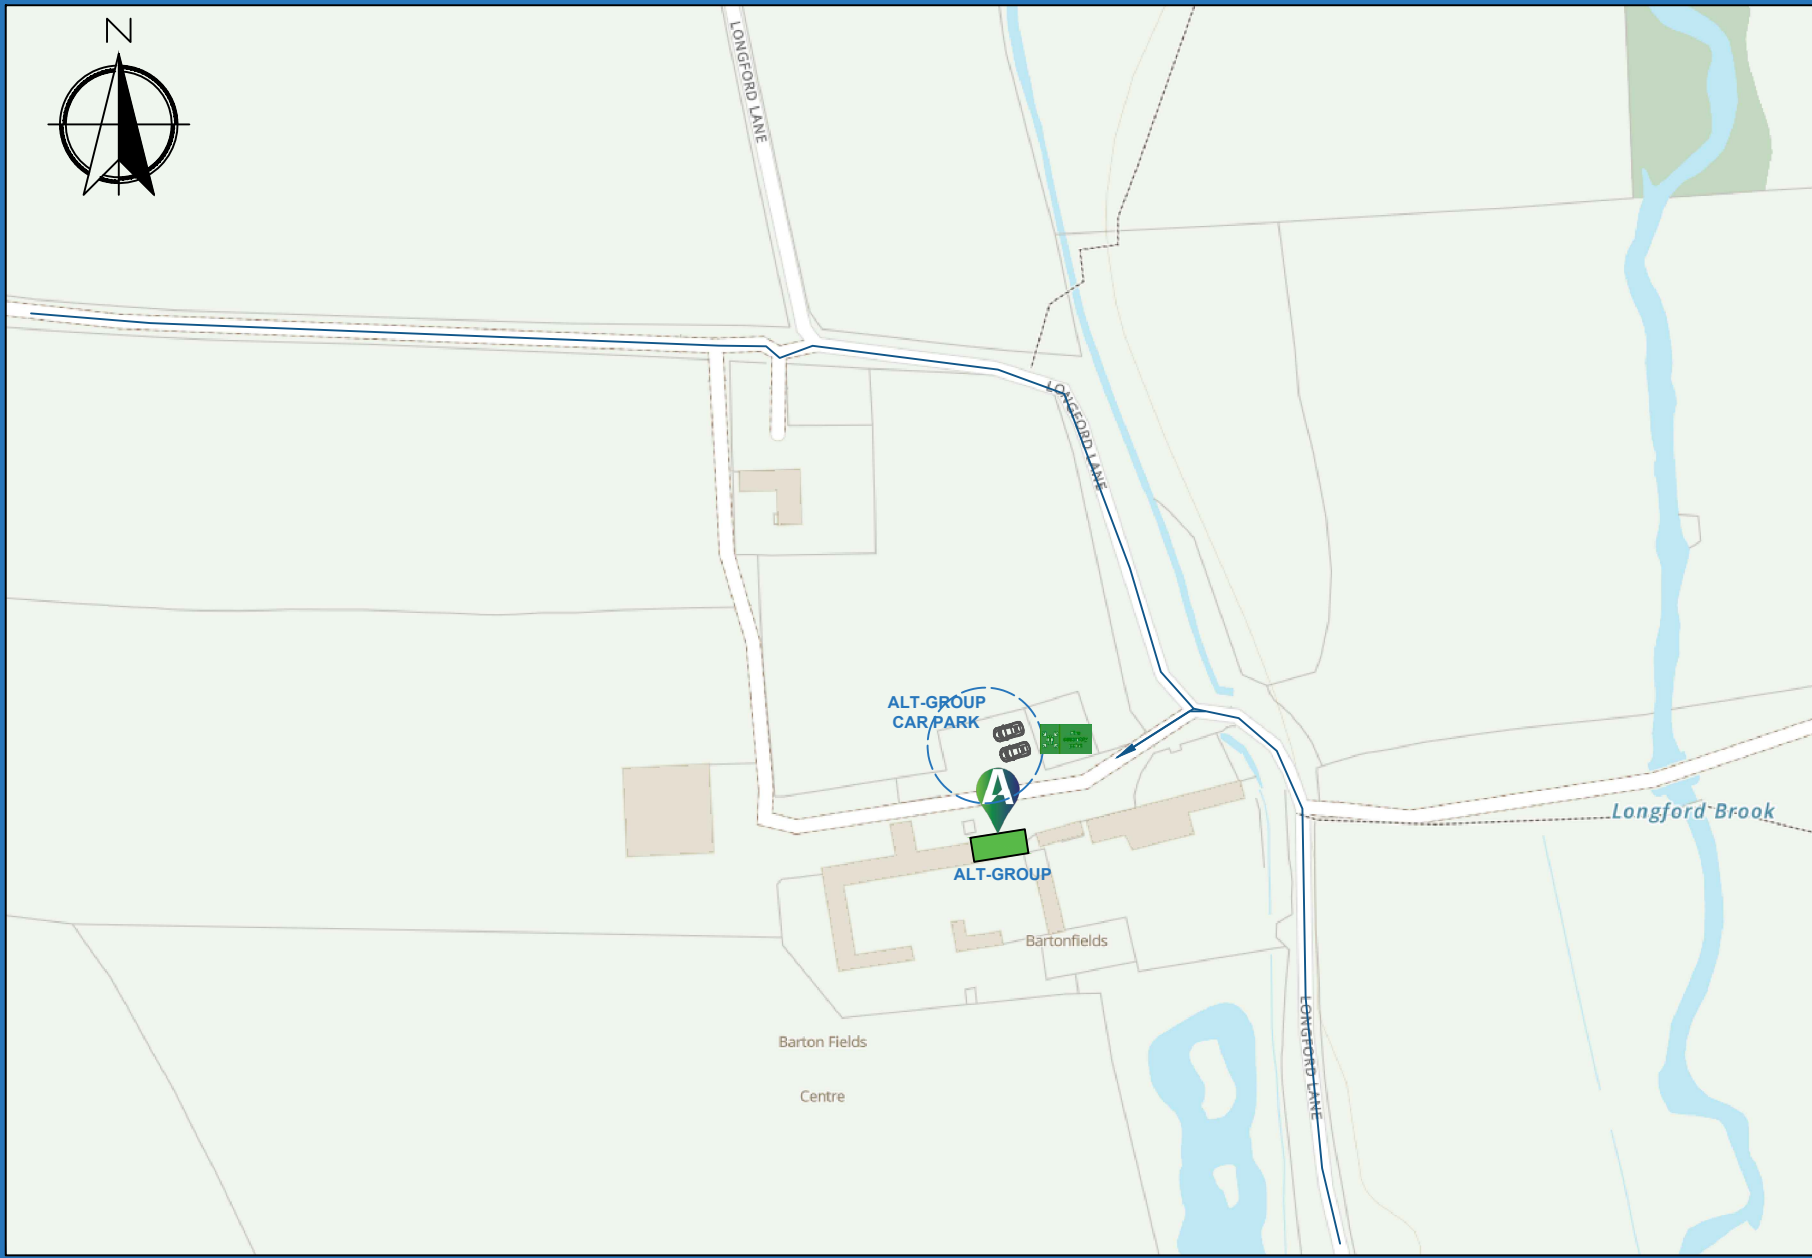 N
LONGFORD LANE
LONGFORD LANE
ALT-GROUP
CAR PARK
A
Longford Brook
ALT-GROUP
Bartonfields
LONGFORD LANE
Barton Fields
Centre